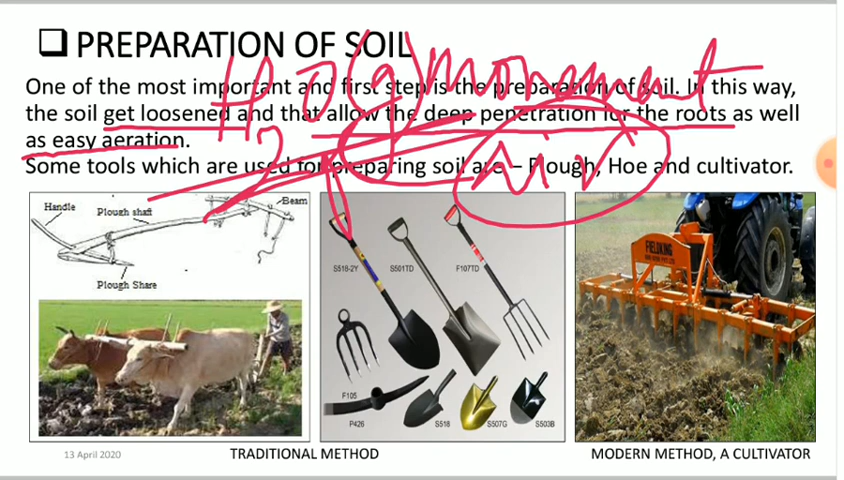 PREPARATION OF SOIL
One of the most important and first step is the preparation of soil. In this way,
the soil get loosened and that allow the deep penetration for the roots as well
as easy aeration.
Some tools which are used for preparing soil are – Plough, Hoe and cultivator.
H2O (g) movement
air
Handle
Plough shaft
Beam
Plough Share
S516-2Y
S501TD
F107TD
F105
P426
S518
S507G
S503B
FIELDKING
13 April 2020
TRADITIONAL METHOD
MODERN METHOD, A CULTIVATOR